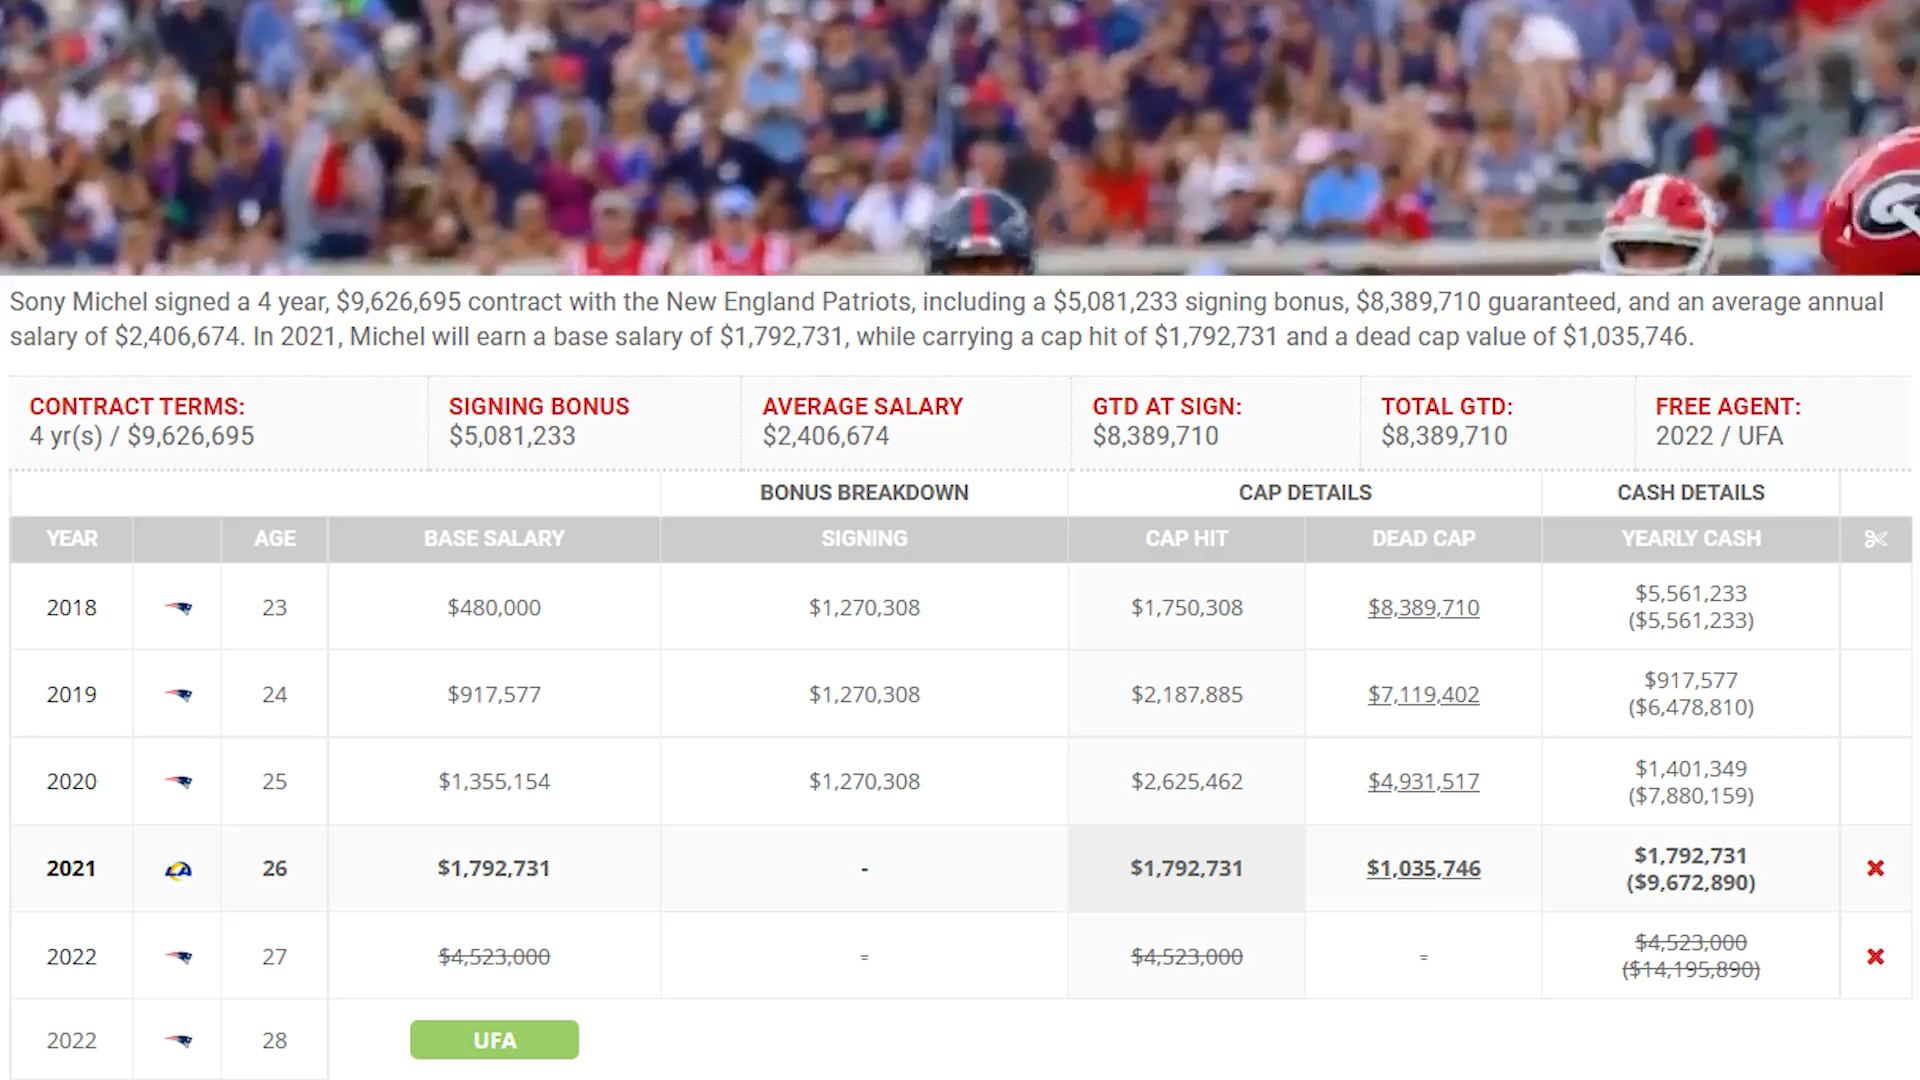 Sony Michel signed a 4 year, $9,626,695 contract with the New England Patriots, including a $5,081,233 signing bonus, $8,389,710 guaranteed, and an average annual
salary of $2,406,674. In 2021, Michel will earn a base salary of $1,792,731, while carrying a cap hit of $1,792,731 and a dead cap value of $1,035,746.
CONTRACT TERMS: SIGNING BONUS AVERAGE SALARY GTD AT SIGN: TOTAL GTD: FREE AGENT:
4 yr(s) / $9,626,695 $5,081,233 $2,406,674 $8,389,710 $8,389,710 2022 / UFA
BONUS BREAKDOWN CAP DETAILS CASH DETAILS
YEAR AGE BASE SALARY SIGNING CAP HIT DEAD CAP YEARLY CASH
2018 23 $480,000 $1,270,308 $1,750,308 $8,389,710 $5,561,233
($5,561,233)
2019 24 $917,577 $1,270,308 $2,187,885 $7,119,402 $917,577
($6,478,810)
2020 25 $1,355,154 $1,270,308 $2,625,462 $4,931,517 $1,401,349
($7,880,159)
2021 LA 26 $1,792,731 - $1,792,731 $1,035,746 $1,792,731
($9,672,890)
2022 27 $4,523,000 - $4,523,000 - $4,523,000
($14,195,890)
2022 28 UFA